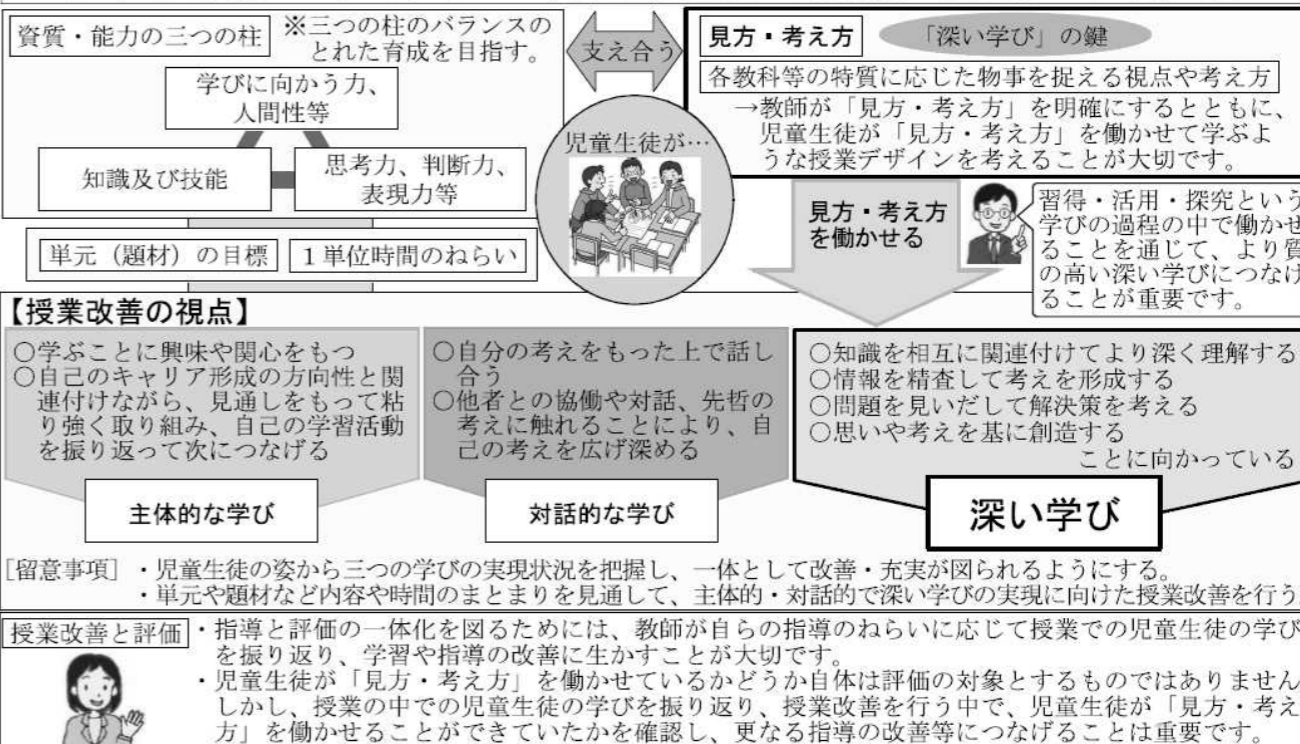 資質・能力の三つの柱
※三つの柱のバランスの
とれた育成を目指す。
学びに向かう力、
人間性等
知識及び技能
思考力、判断力、
表現力等
支え合う
見方・考え方
「深い学び」の鍵
各教科等の特質に応じた物事を捉える視点や考え方
→教師が「見方・考え方」を明確にするとともに、
児童生徒が「見方・考え方」を働かせて学ぶよ
うな授業デザインを考えることが大切です。
児童生徒が…
単元（題材）の目標
１単位時間のねらい
見方・考え方
を働かせる
習得・活用・探究という
学びの過程の中で働かせ
ることを通じて、より質
の高い深い学びにつなげ
ることが重要です。
【授業改善の視点】
○学ぶことに興味や関心をもつ
○自己のキャリア形成の方向性と関
連付けながら、見通しをもって粘
り強く取り組み、自己の学習活動
を振り返って次につなげる
主体的な学び
○自分の考えをもった上で話し
合う
○他者との協働や対話、先哲の
考えに触れることにより、自
己の考えを広げ深める
対話的な学び
○知識を相互に関連付けてより深く理解する
○情報を精査して考えを形成する
○問題を見いだして解決策を考える
○思いや考えを基に創造する
ことに向かっている
深い学び
［留意事項］・児童生徒の姿から三つの学びの実現状況を把握し、一体として改善・充実が図られるようにする。
・単元や題材など内容や時間のまとまりを見通して、主体的・対話的で深い学びの実現に向けた授業改善を行う
授業改善と評価
・指導と評価の一体化を図るためには、教師が自らの指導のねらいに応じて授業での児童生徒の学び
を振り返り、学習や指導の改善に生かすことが大切です。
・児童生徒が「見方・考え方」を働かせているかどうか自体は評価の対象とするものではありません
しかし、授業の中での児童生徒の学びを振り返り、授業改善を行う中で、児童生徒が「見方・考え
方」を働かせることができていたかを確認し、更なる指導の改善等につなげることは重要です。